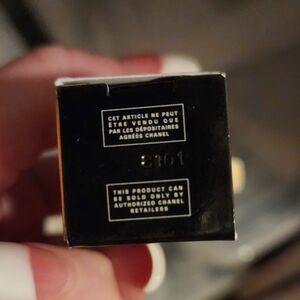 CET ARTICLE NE PEUT
ÊTRE VENDU QUE
PAR LES DÉPOSITAIRES
AGRÉÉS CHANEL
8101
THIS PRODUCT CAN
BE SOLD ONLY BY
AUTHORIZED CHANEL
RETAILESS